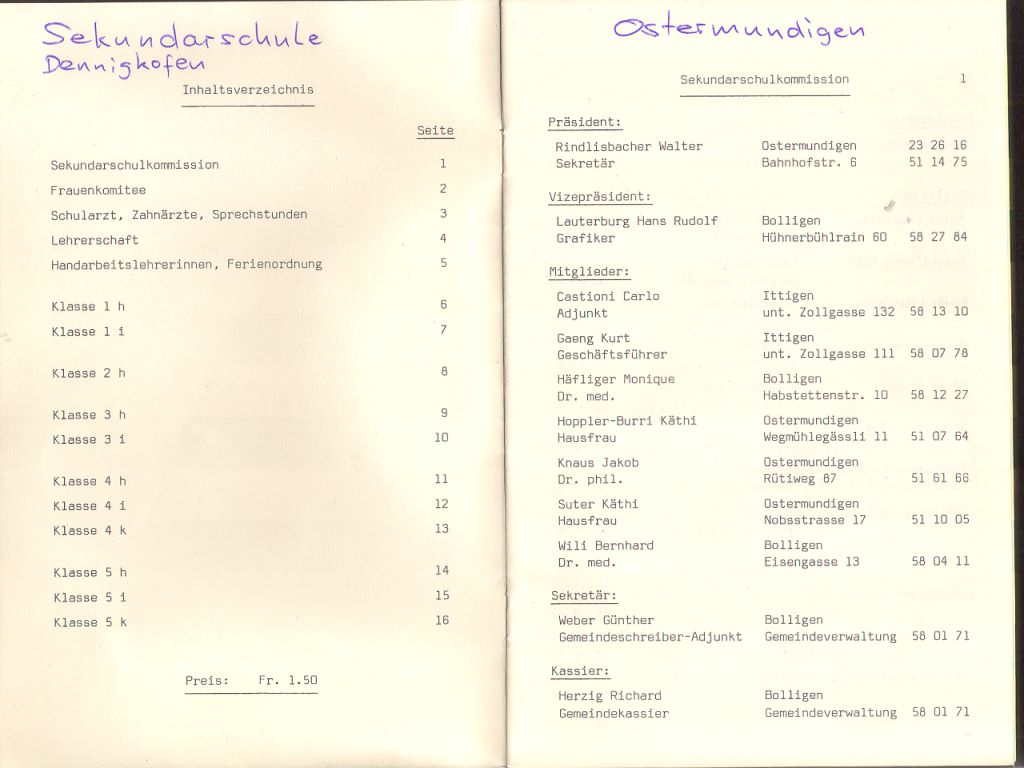 Sekundarschule
Dennigkofen
Inhaltsverzeichnis
Seite
Sekundarschulkommission 1
Frauenkomitee 2
Schularzt, Zahnärzte, Sprechstunden 3
Lehrerschaft 4
Handarbeitslehrerinnen, Ferienordnung 5
Klasse 1 h 6
Klasse 1 i 7
Klasse 2 h 8
Klasse 3 h 9
Klasse 3 i 10
Klasse 4 h 11
Klasse 4 i 12
Klasse 4 k 13
Klasse 5 h 14
Klasse 5 i 15
Klasse 5 k 16
Preis: Fr. 1.50
Ostermundigen
Sekundarschulkommission 1
Präsident:
Rindlisbacher Walter Ostermundigen 23 26 16
Sekretär Bahnhofstr. 6 51 14 75
Vizepräsident:
Lauterburg Hans Rudolf Bolligen
Grafiker Hühnerbühlrain 60 58 27 84
Mitglieder:
Castioni Carlo Ittigen
Adjunkt unt. Zollgasse 132 58 13 10
Gaeng Kurt Ittigen
Geschäftsführer unt. Zollgasse 111 58 07 78
Häfliger Monique Bolligen
Dr. med. Habstettenstr. 10 58 12 27
Hoppler-Burri Käthi Ostermundigen
Hausfrau Wegmühlegässli 11 51 07 64
Knaus Jakob Ostermundigen
Dr. phil. Rütiweg 87 51 61 66
Suter Käthi Ostermundigen
Hausfrau Nobsstrasse 17 51 10 05
Wili Bernhard Bolligen
Dr. med. Eisengasse 13 58 04 11
Sekretär:
Weber Günther Bolligen
Gemeindeschreiber-Adjunkt Gemeindeverwaltung 58 01 71
Kassier:
Herzig Richard Bolligen
Gemeindekassier Gemeindeverwaltung 58 01 71